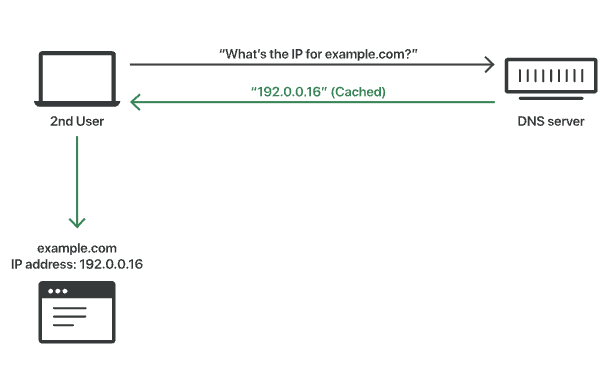 “What’s the IP for example.com?”
“192.0.0.16” (Cached)
2nd User
DNS server
example.com
IP address: 192.0.0.16